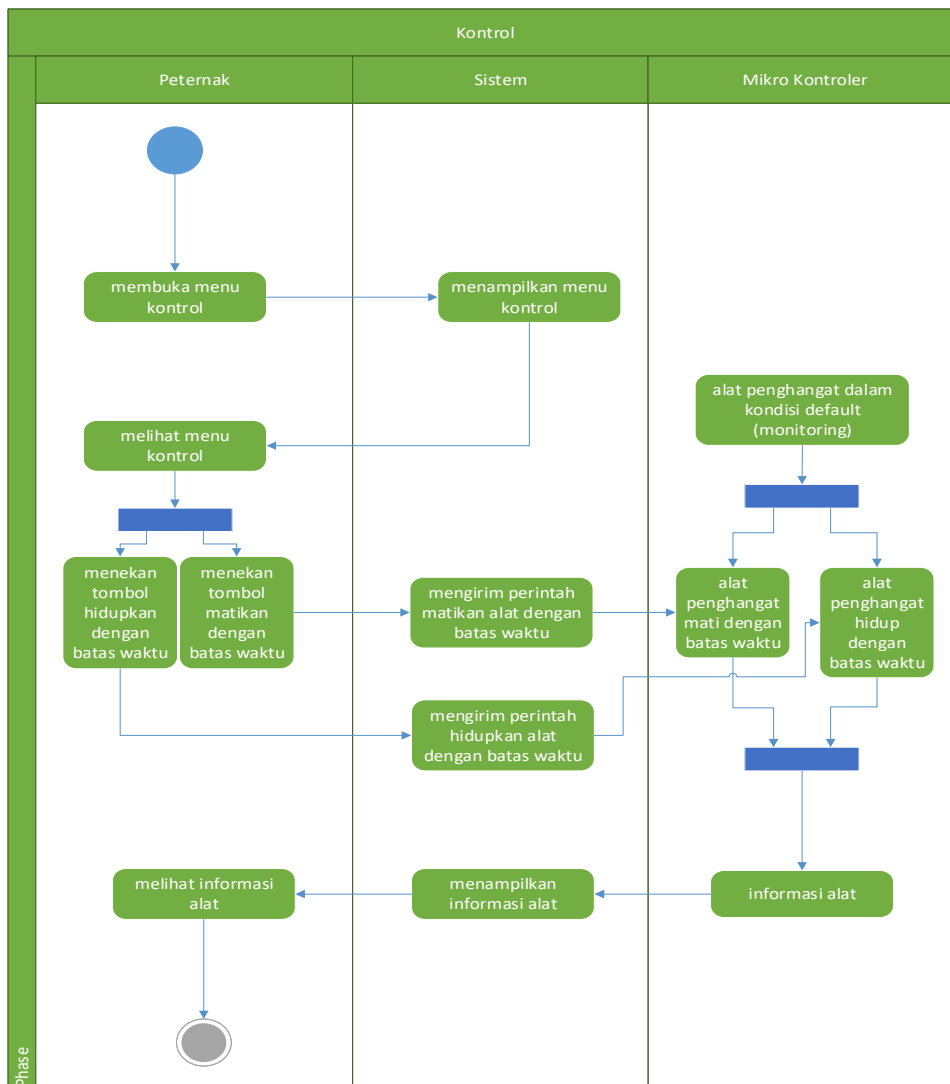 Kontrol
Peternak
Sistem
Mikro Kontroler
membuka menu
kontrol
menampilkan menu
kontrol
alat penghangat dalam
kondisi default
(monitoring)
melihat menu
kontrol
menekan
tombol
hidupkan
dengan
batas waktu
menekan
tombol
matikan
dengan
batas waktu
mengirim perintah
matikan alat dengan
batas waktu
alat
penghangat
mati dengan
batas waktu
alat
penghangat
hidup
dengan
batas waktu
mengirim perintah
hidupkan alat
dengan batas waktu
melihat informasi
alat
menampilkan
informasi alat
informasi alat
Phase